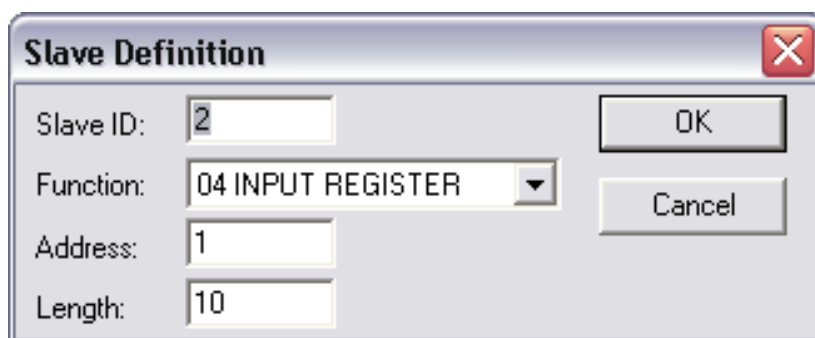 Slave Definition
Slave ID: 2
OK
Function: 04 INPUT REGISTER
Cancel
Address: 1
Length: 10